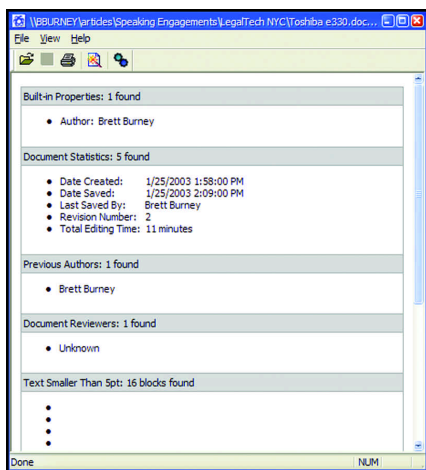 \\BBURNEY\articles\Speaking Engagements\LegalTech NYC\Toshiba e330.doc...
File View Help
Built-in Properties: 1 found
• Author: Brett Burney
Document Statistics: 5 found
• Date Created: 1/25/2003 1:58:00 PM
• Date Saved: 1/25/2003 2:09:00 PM
• Last Saved By: Brett Burney
• Revision Number: 2
• Total Editing Time: 11 minutes
Previous Authors: 1 found
• Brett Burney
Document Reviewers: 1 found
• Unknown
Text Smaller Than 5pt: 16 blocks found
•
•
•
•
Done NUM